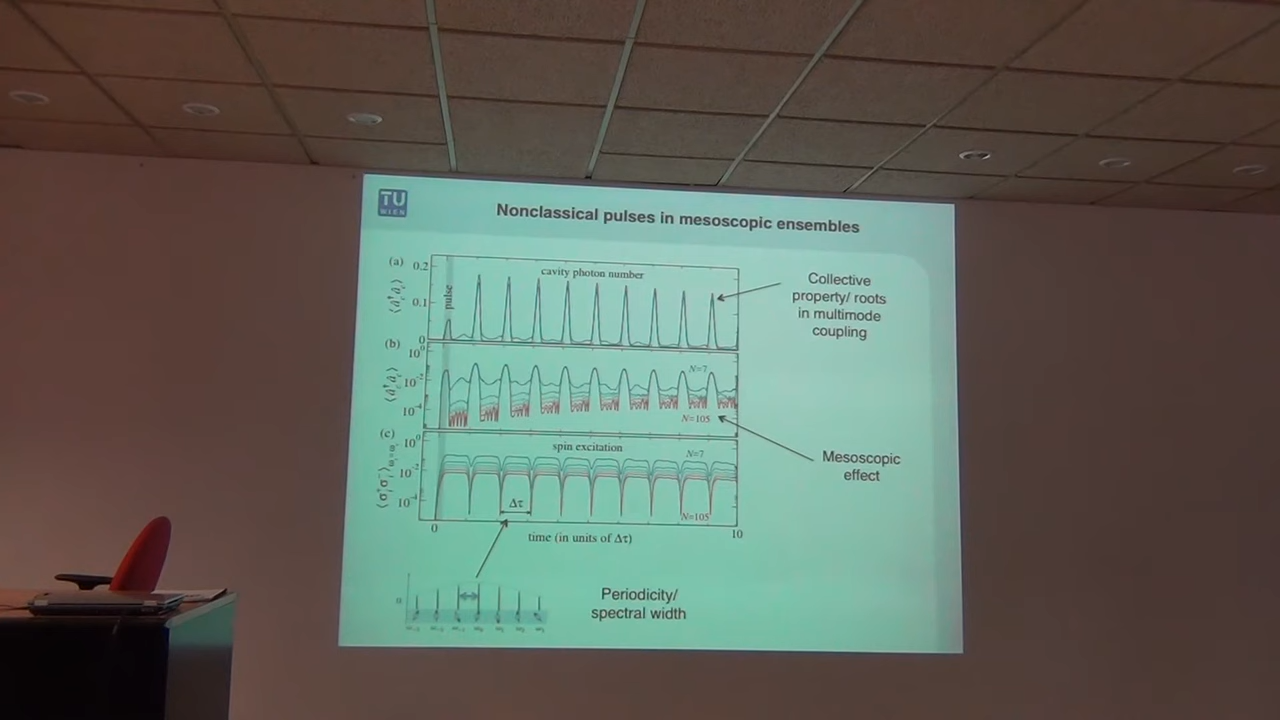 TU
WIEN
Nonclassical pulses in mesoscopic ensembles
(a)
0.2
0.1
0
pulse
cavity photon number
Collective
property/ roots
in multimode
coupling
(b)
10⁰
10⁻²
10⁻⁴
N=7
N=105
Mesoscopic
effect
(c)
10⁰
10⁻²
spin excitation
N=7
Δτ
N=105
0
10
time (in units of Δτ)
Periodicity/
spectral width